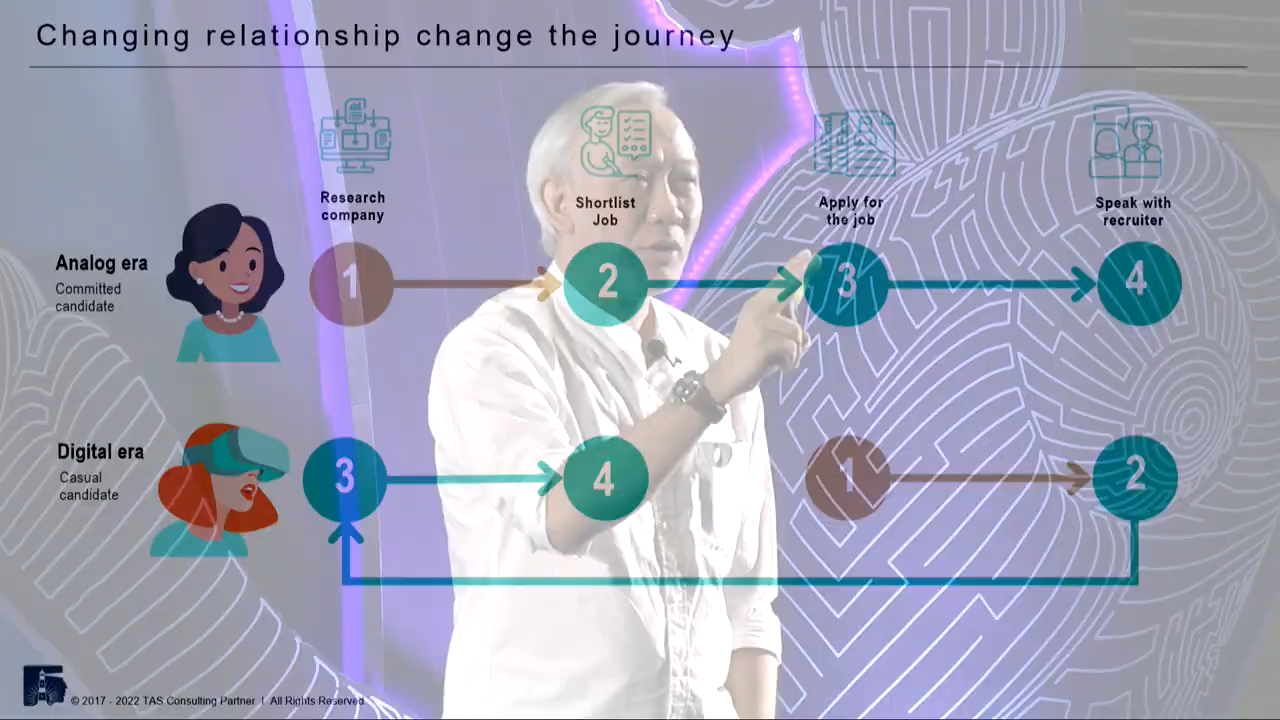 Changing relationship change the journey
Research
company
Shortlist
Job
Apply for
the job
Speak with
recruiter
Analog era
Committed
candidate
1
2
3
4
Digital era
Casual
candidate
3
4
1
2
© 2017 - 2022 TAS Consulting Partner | All Rights Reserved